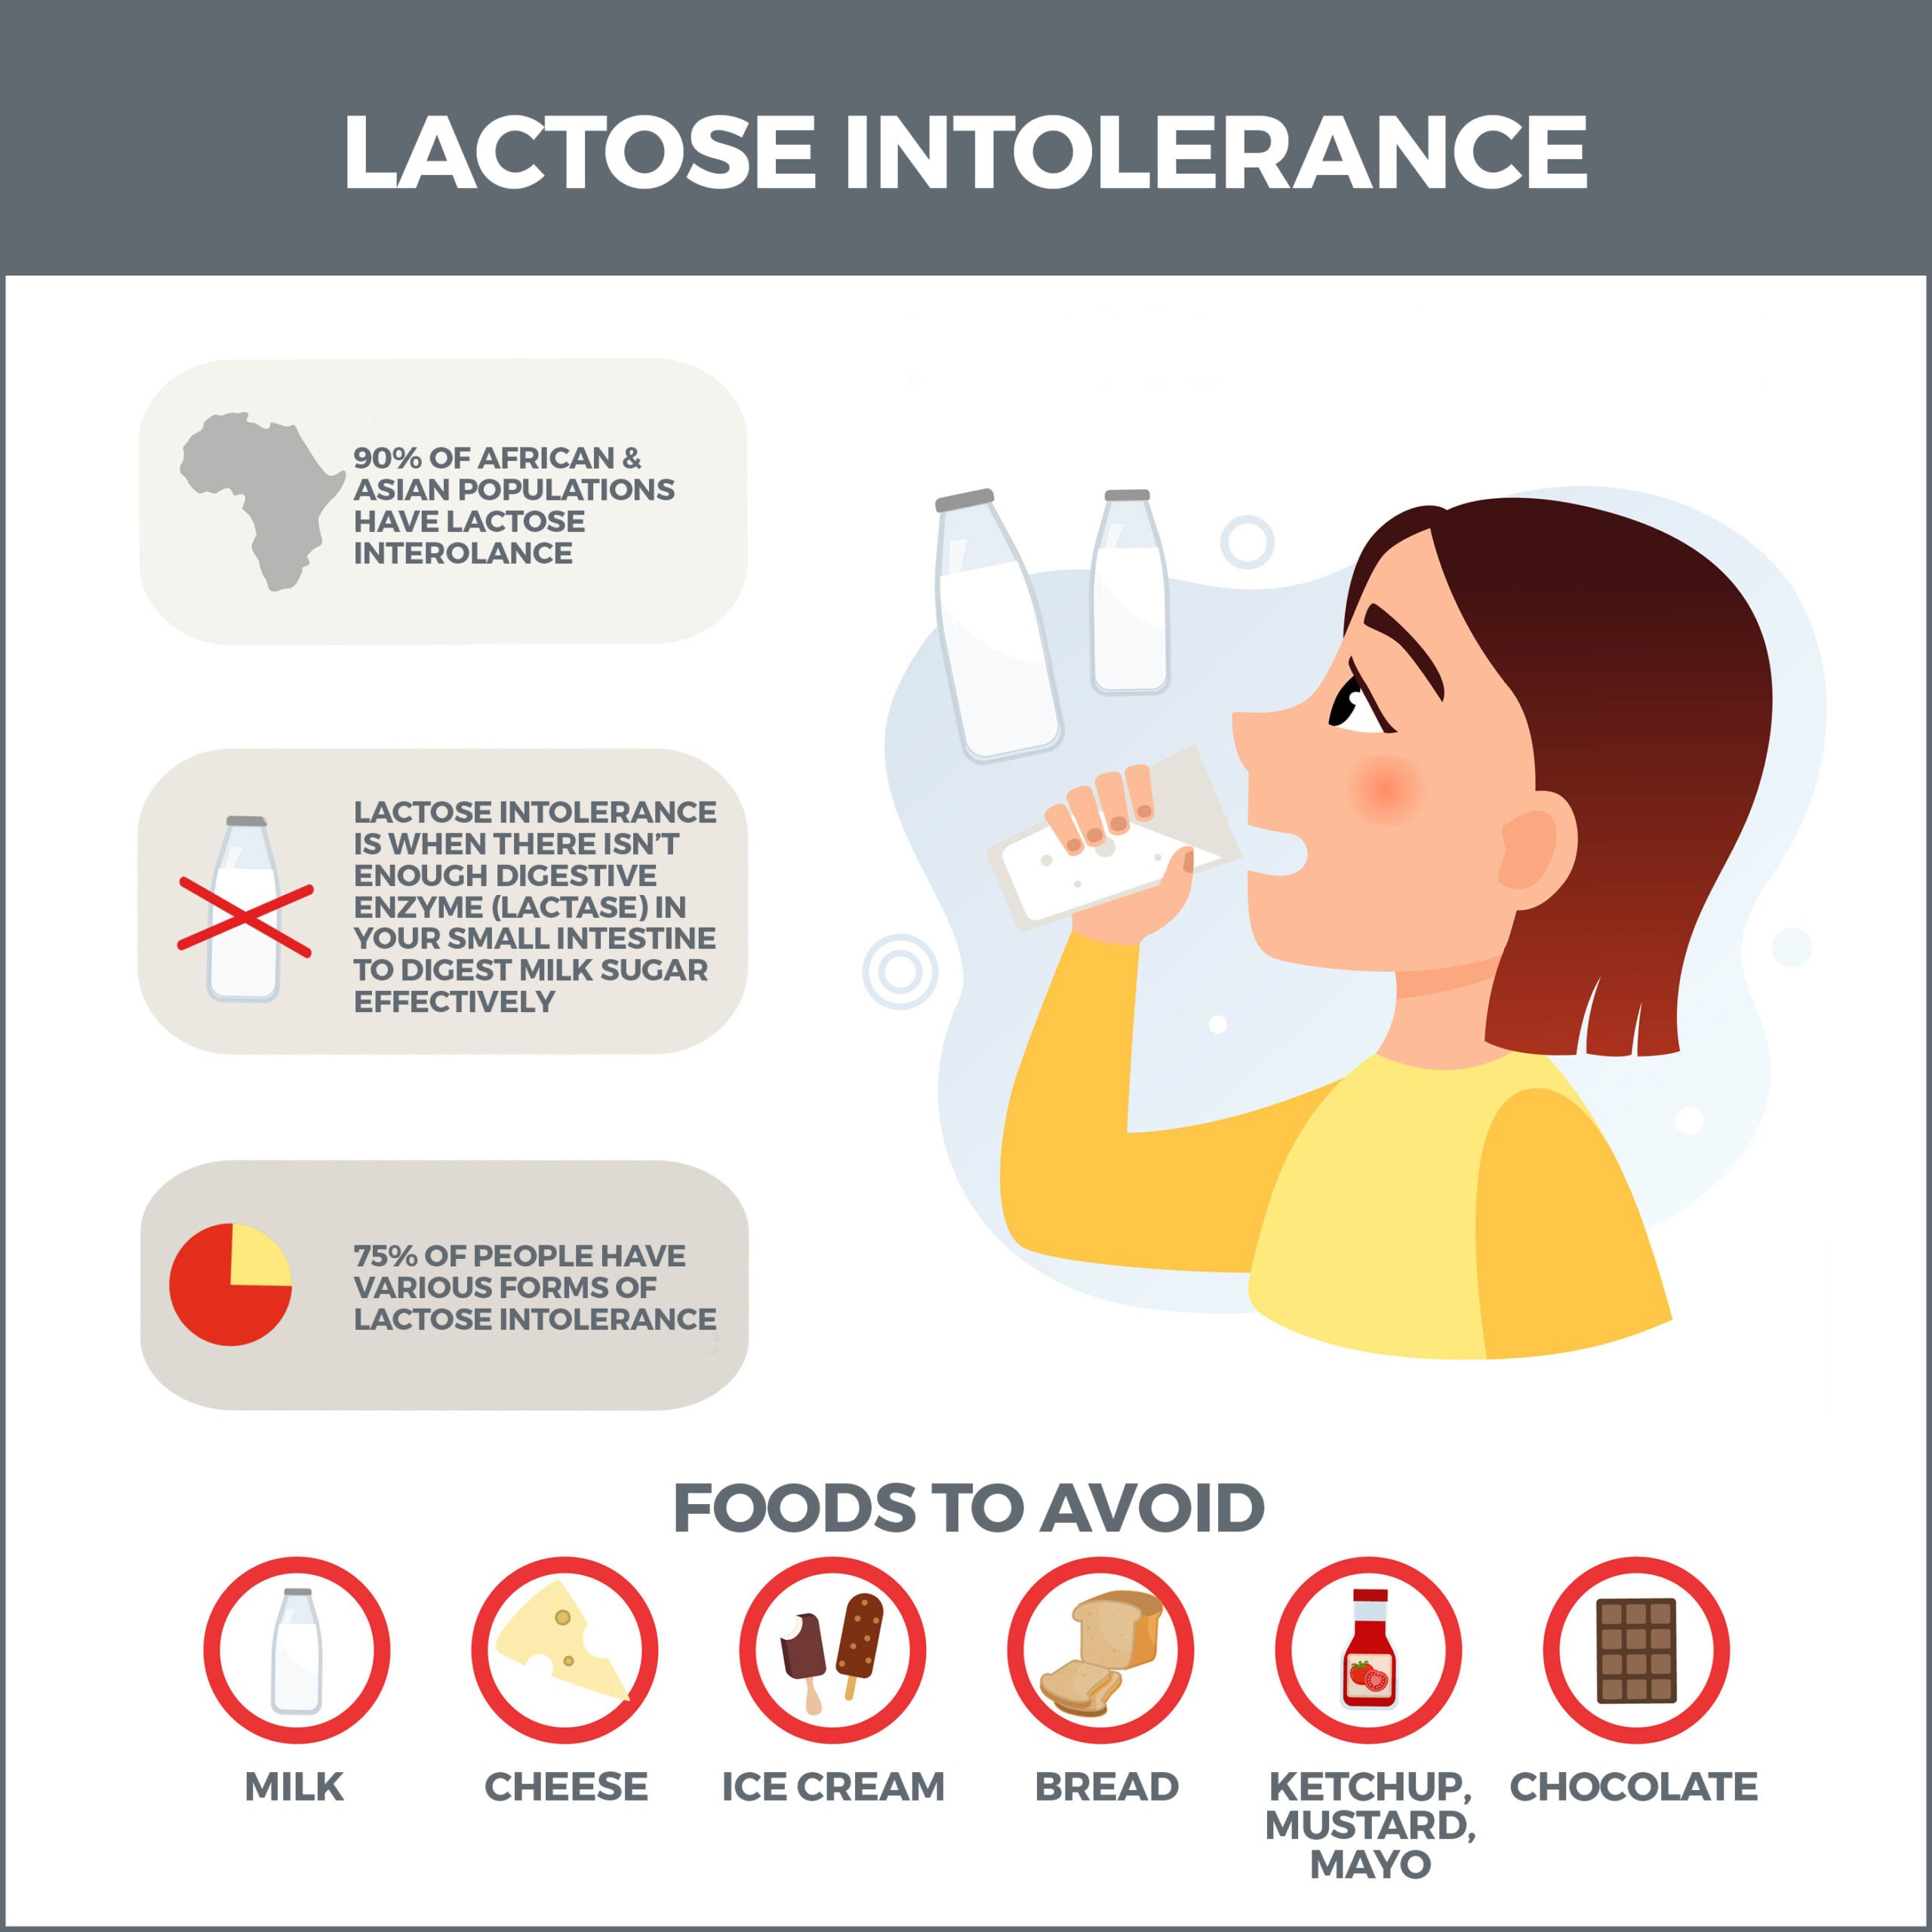 LACTOSE INTOLERANCE
90% OF AFRICAN &
ASIAN POPULATIONS
HAVE LACTOSE
INTEROLANCE
LACTOSE INTOLERANCE
IS WHEN THERE ISN'T
ENOUGH DIGESTIVE
ENZYME (LACTASE) IN
YOUR SMALL INTESTINE
TO DIGEST MILK SUGAR
EFFECTIVELY
75% OF PEOPLE HAVE
VARIOUS FORMS OF
LACTOSE INTOLERANCE
FOODS TO AVOID
MILK
CHEESE
ICE CREAM
BREAD
KETCHUP,
MUSTARD,
MAYO
CHOCOLATE